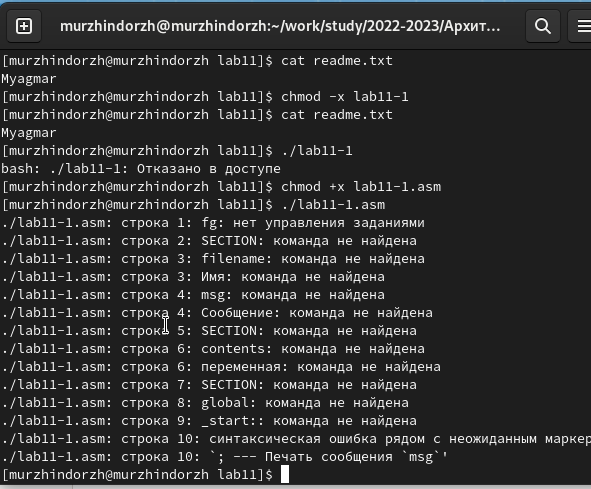 murzhindorzh@murzhindorzh:~/work/study/2022-2023/Архит...
[murzhindorzh@murzhindorzh lab11]$ cat readme.txt
Myagmar
[murzhindorzh@murzhindorzh lab11]$ chmod -x lab11-1
[murzhindorzh@murzhindorzh lab11]$ cat readme.txt
Myagmar
[murzhindorzh@murzhindorzh lab11]$ ./lab11-1
bash: ./lab11-1: Отказано в доступе
[murzhindorzh@murzhindorzh lab11]$ chmod +x lab11-1.asm
[murzhindorzh@murzhindorzh lab11]$ ./lab11-1.asm
./lab11-1.asm: строка 1: fg: нет управления заданиями
./lab11-1.asm: строка 2: SECTION: команда не найдена
./lab11-1.asm: строка 3: filename: команда не найдена
./lab11-1.asm: строка 3: Имя: команда не найдена
./lab11-1.asm: строка 4: msg: команда не найдена
./lab11-1.asm: строка 4: Сообщение: команда не найдена
./lab11-1.asm: строка 5: SECTION: команда не найдена
./lab11-1.asm: строка 6: contents: команда не найдена
./lab11-1.asm: строка 6: переменная: команда не найдена
./lab11-1.asm: строка 7: SECTION: команда не найдена
./lab11-1.asm: строка 8: global: команда не найдена
./lab11-1.asm: строка 9: _start:: команда не найдена
./lab11-1.asm: строка 10: синтаксическая ошибка рядом с неожиданным маркер
./lab11-1.asm: строка 10: `; --- Печать сообщения `msg`'
[murzhindorzh@murzhindorzh lab11]$